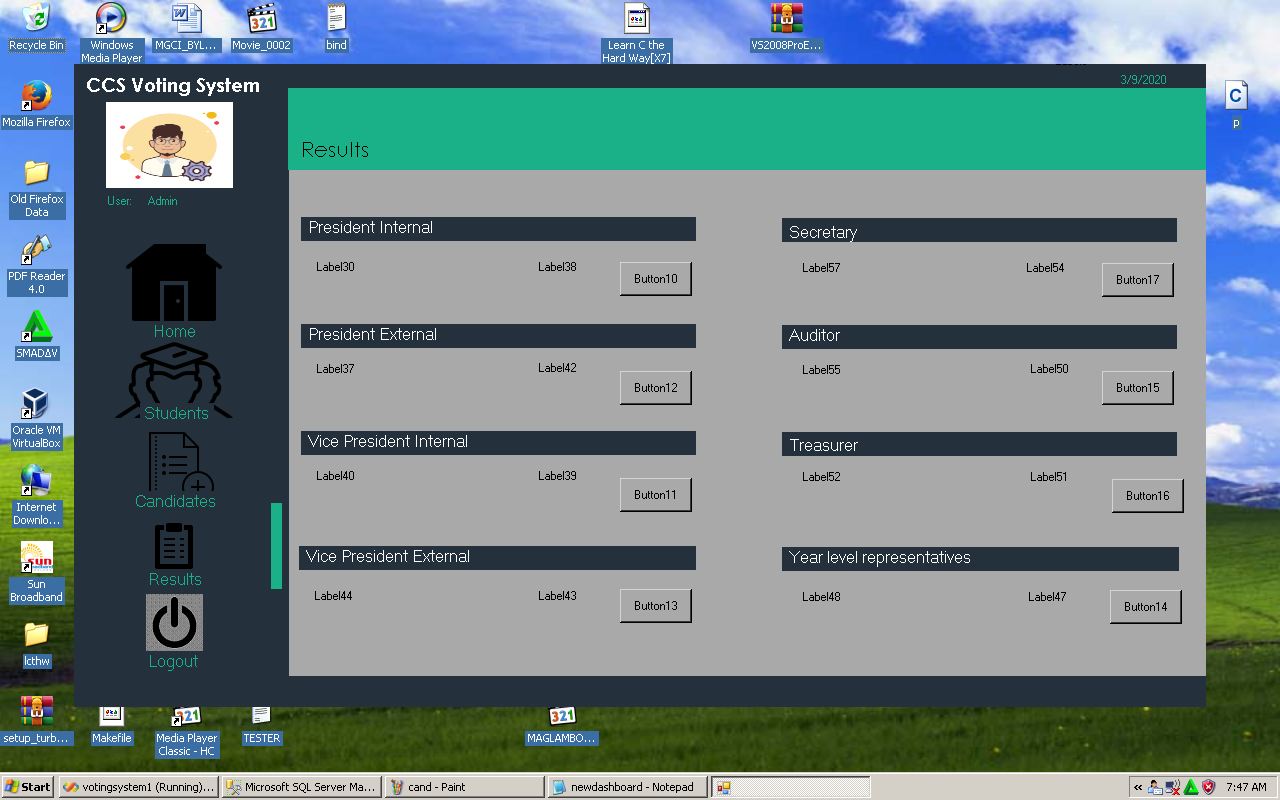 Recycle Bin
Windows
Media Player
MGCI_BYL...
Movie_0002
bind
Learn C the
Hard Way[X7]
VS2008ProE...
Mozilla Firefox
Old Firefox
Data
PDF Reader
4.0
SMADΔV
Oracle VM
VirtualBox
Internet
Downlo...
Sun
Broadband
lcthw
setup_turb...
p
CCS Voting System
3/9/2020
User: Admin
Home
Students
Candidates
Results
Logout
Results
President Internal
Label30 Label38 Button10
President External
Label37 Label42 Button12
Vice President Internal
Label40 Label39 Button11
Vice President External
Label44 Label43 Button13
Secretary
Label57 Label54 Button17
Auditor
Label55 Label50 Button15
Treasurer
Label52 Label51 Button16
Year level representatives
Label48 Label47 Button14
Makefile
Media Player
Classic - HC
TESTER
MAGLAMBO...
Start votingsystem1 (Running)... Microsoft SQL Server Ma... cand - Paint newdashboard - Notepad « 7:47 AM